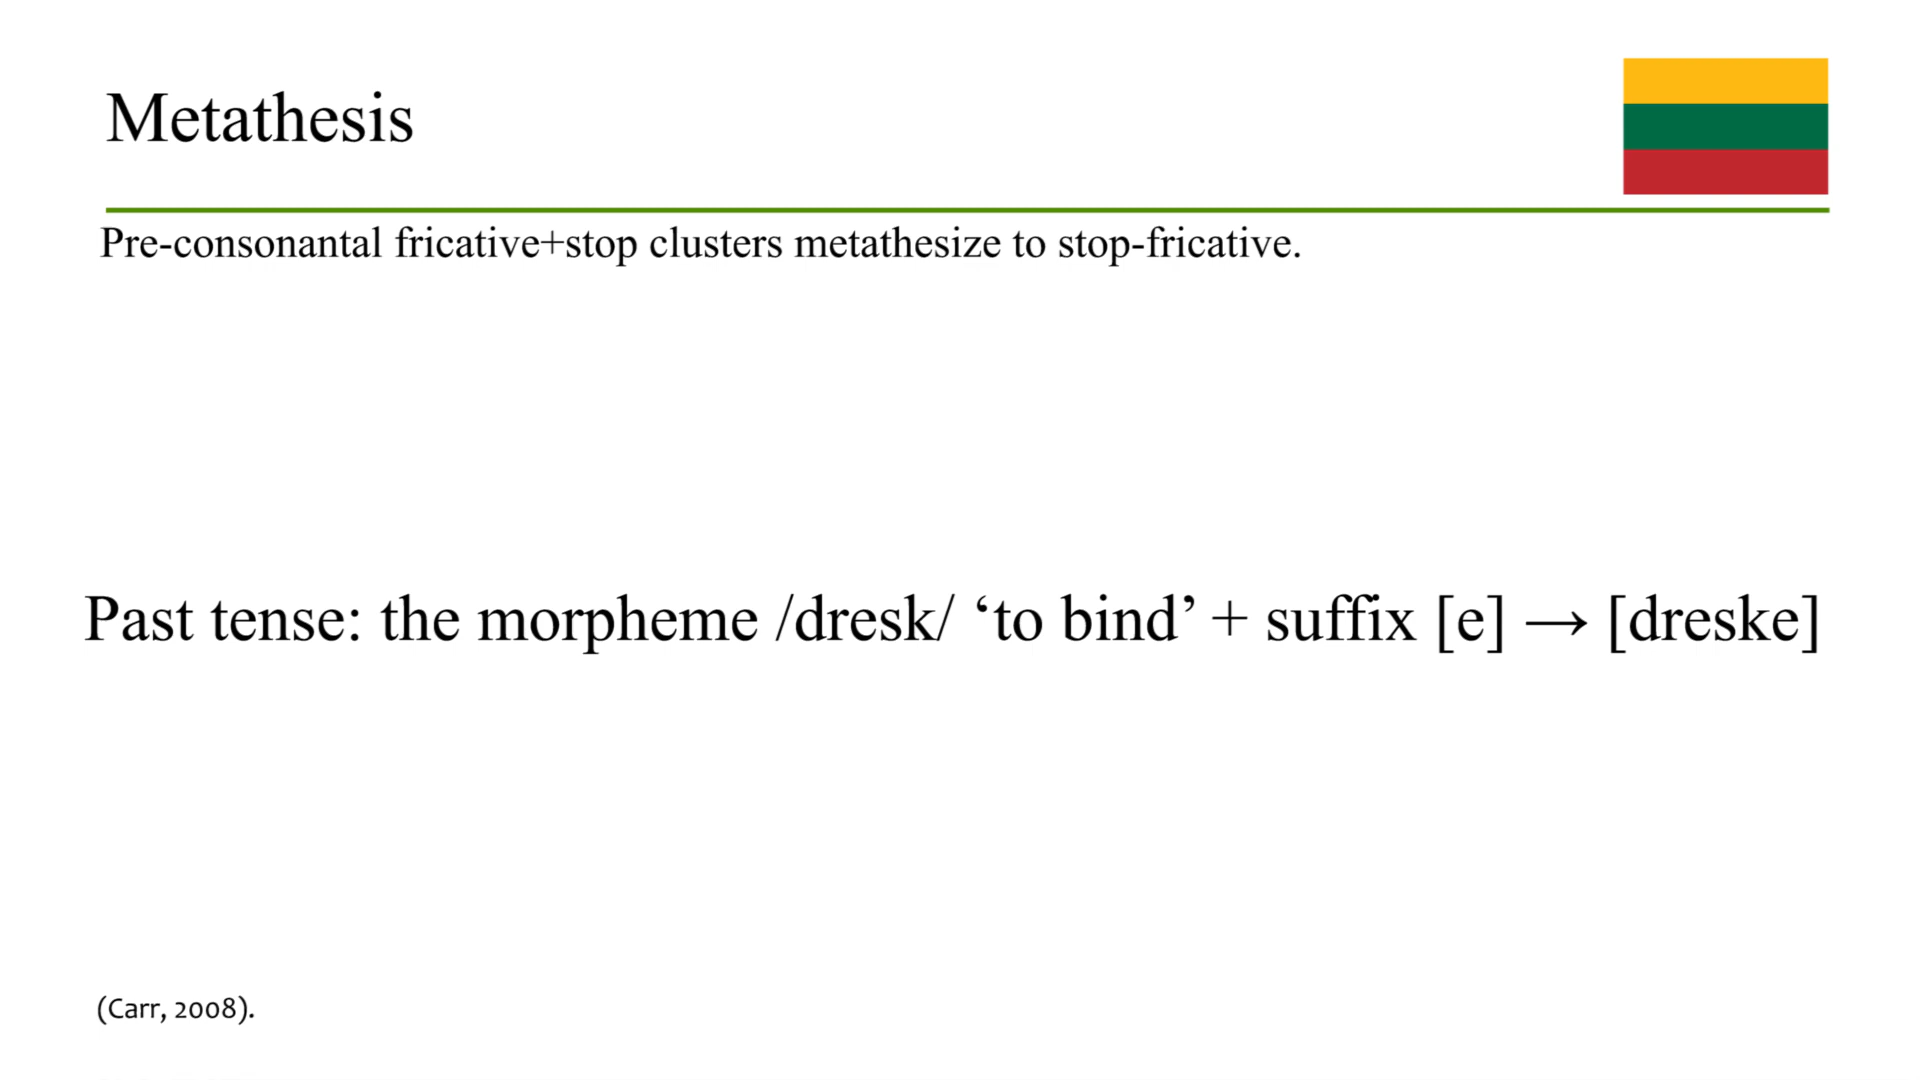 Metathesis
Pre-consonantal fricative+stop clusters metathesize to stop-fricative.
Past tense: the morpheme /dresk/ ‘to bind’ + suffix [e] → [dreske]
(Carr, 2008).